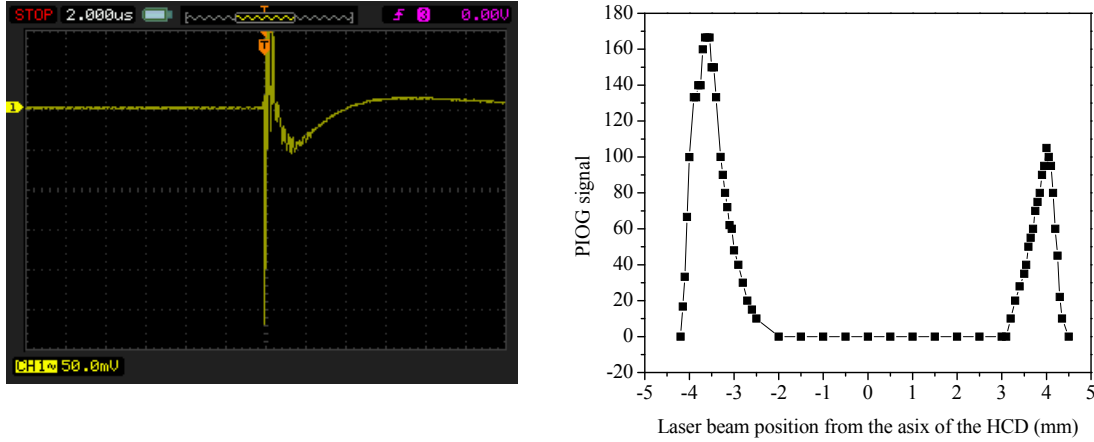 STOP 2.000us T F 3 0.00V
T
1
CH1~ 50.0mV
180
160
140
120
100
80
60
40
20
0
-20
PIOG signal
-5 -4 -3 -2 -1 0 1 2 3 4 5
Laser beam position from the asix of the HCD (mm)